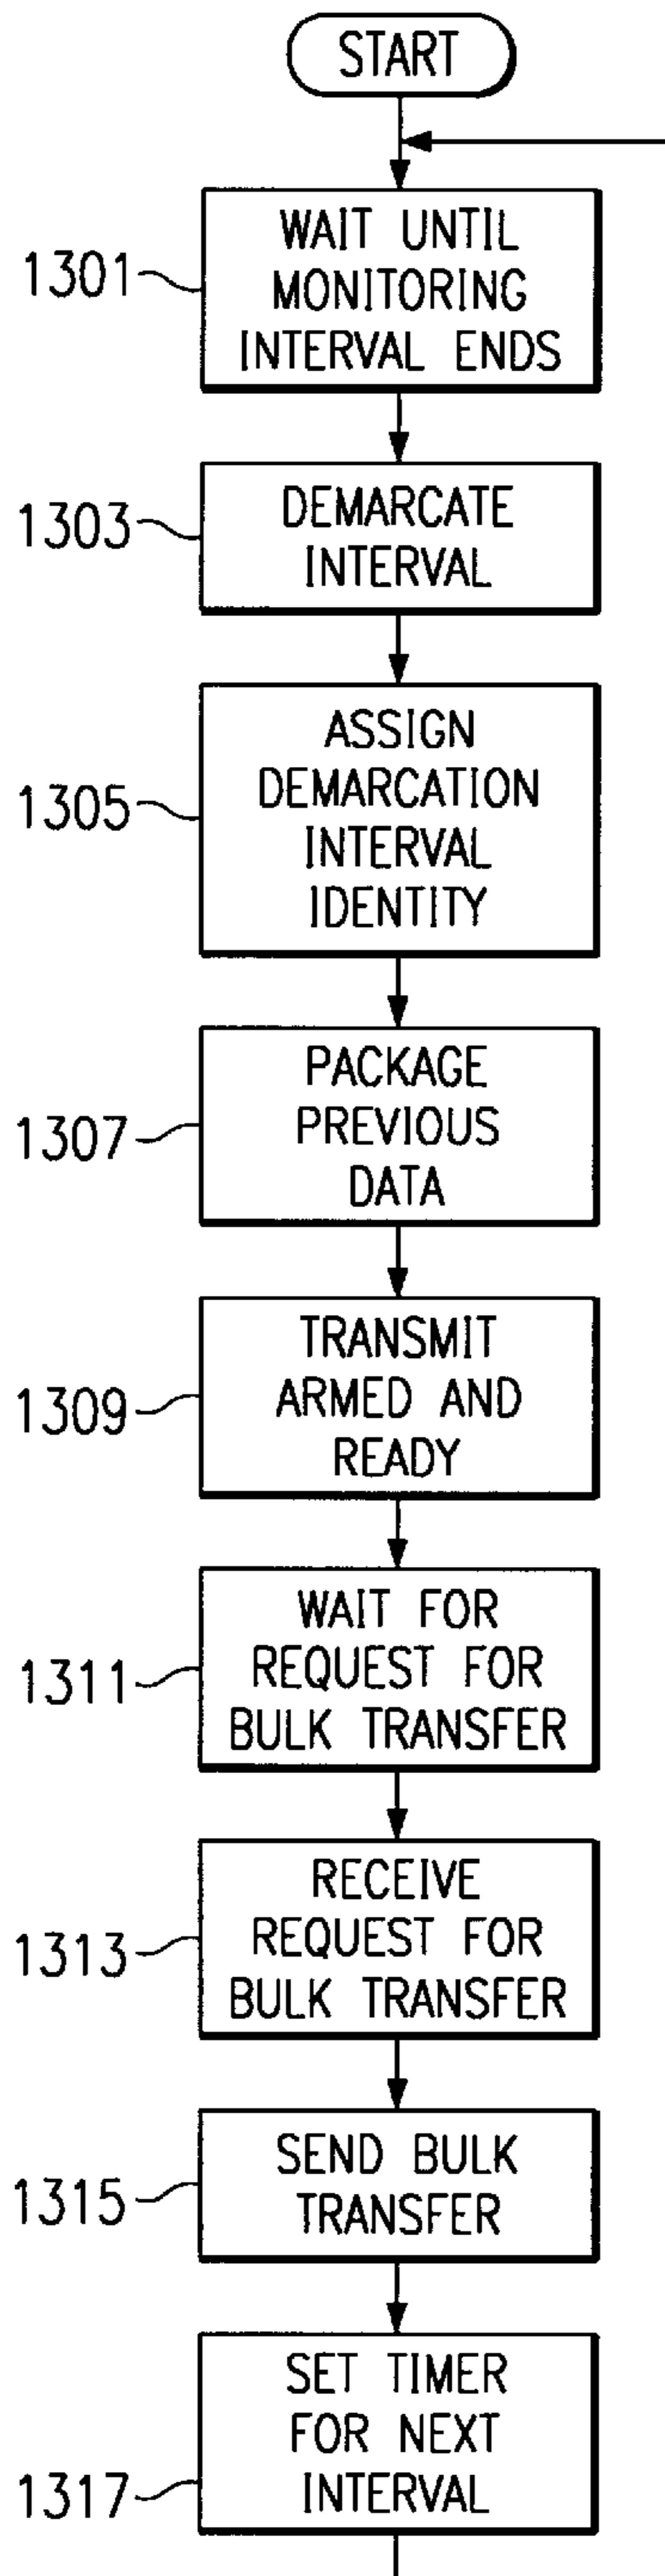 START
1301
WAIT UNTIL
MONITORING
INTERVAL ENDS
1303
DEMARCATE
INTERVAL
1305
ASSIGN
DEMARCATION
INTERVAL
IDENTITY
1307
PACKAGE
PREVIOUS
DATA
1309
TRANSMIT
ARMED AND
READY
1311
WAIT FOR
REQUEST FOR
BULK TRANSFER
1313
RECEIVE
REQUEST FOR
BULK TRANSFER
1315
SEND BULK
TRANSFER
1317
SET TIMER
FOR NEXT
INTERVAL